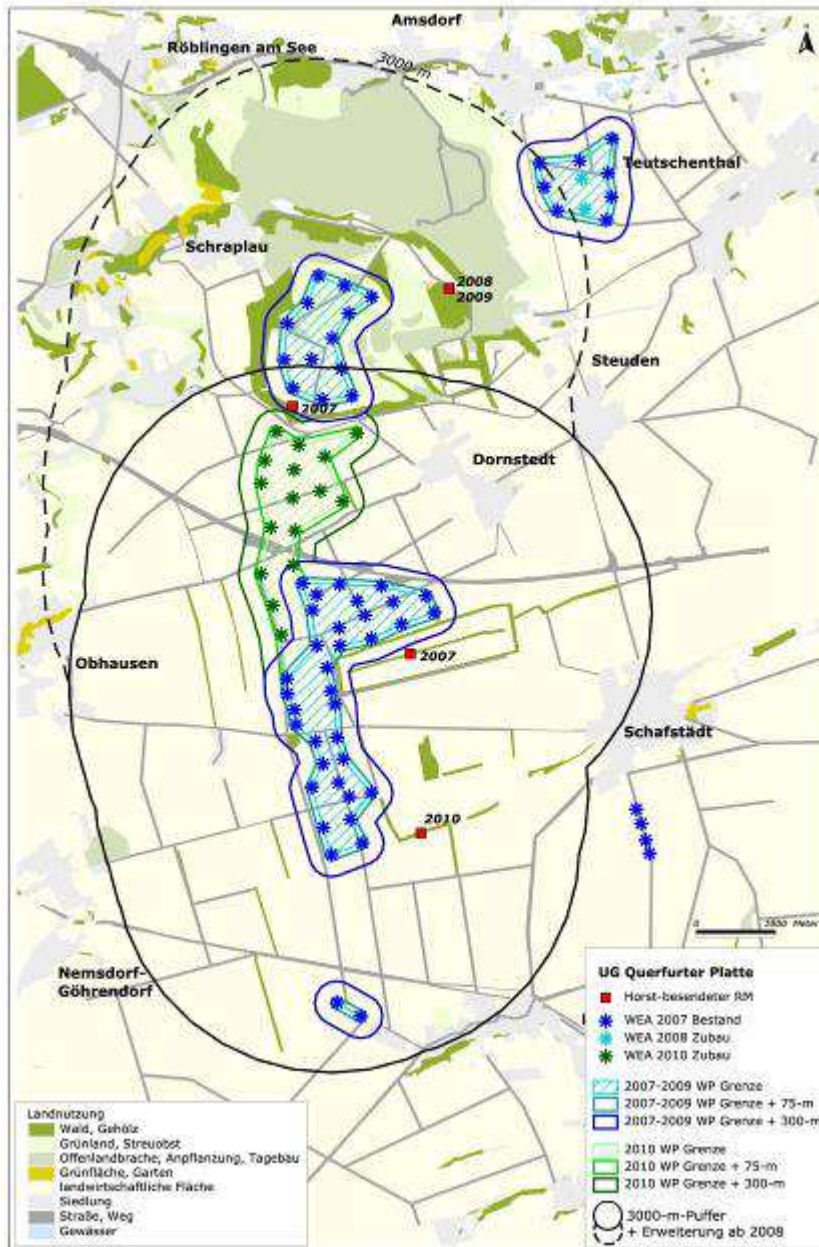 Amsdorf
Röblingen am See
3000-m
Teutschenthal
Schraplau
2008
2009
Steuden
2007
Dornstedt
Obhausen
2007
Schafstädt
2010
Nemsdorf-
Göhrendorf
UG Querfurter Platte
Horst-besendeter RM
WEA 2007 Bestand
WEA 2008 Zubau
WEA 2010 Zubau
2007-2009 WP Grenze
2007-2009 WP Grenze + 75-m
2007-2009 WP Grenze + 300-m
2010 WP Grenze
2010 WP Grenze + 75-m
2010 WP Grenze + 300-m
3000-m-Puffer
+ Erweiterung ab 2008
Landnutzung
Wald, Gehölz
Grünland, Streuobst
Offenlandbrache, Anpflanzung, Tagebau
Grünfläche, Garten
landwirtschaftliche Fläche
Siedlung
Straße, Weg
Gewässer
0
Meter